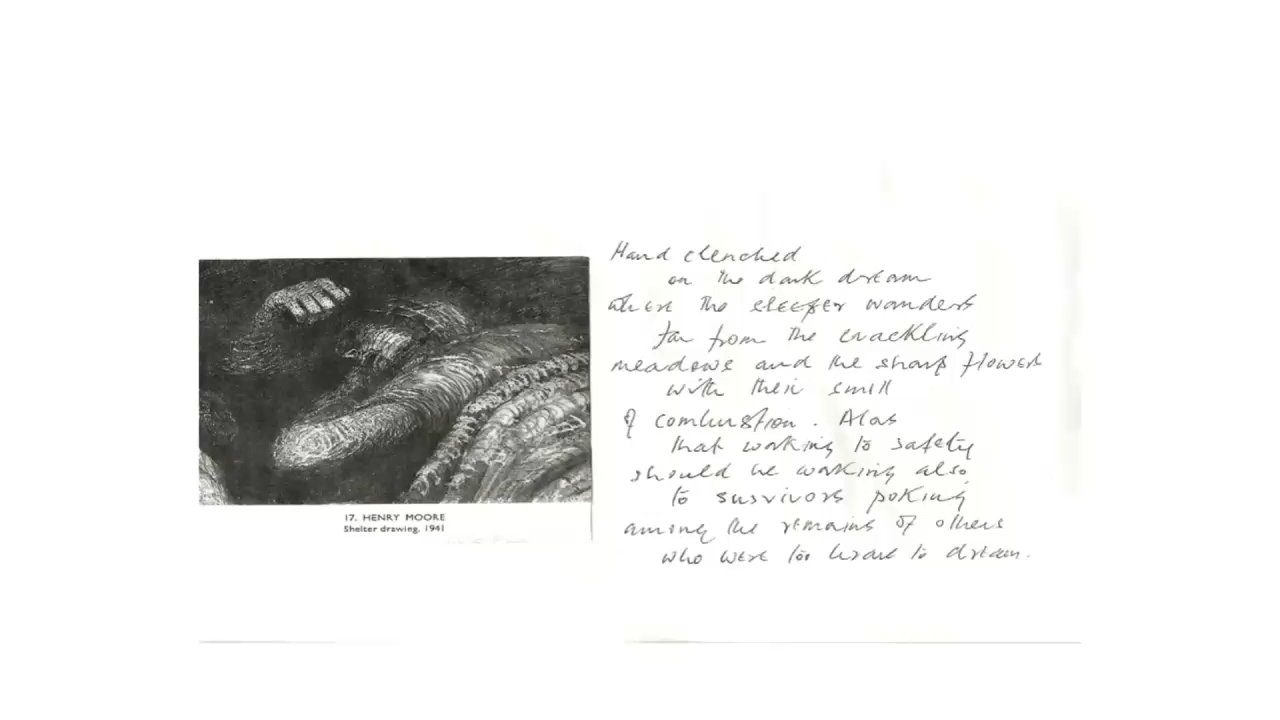 17. HENRY MOORE
Shelter drawing, 1941
Hand clenched
on the dark dream
where the sleeper wanders
far from the crackling
meadows and the sharp flowers
with their smell
of combustion. Alas
that waking to safety
should be waking also
to survivors poking
among the remains of others
who were too brave to dream.